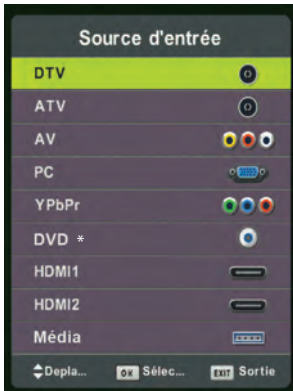 Source d'entrée
DTV
ATV
AV
PC
YPbPr
DVD *
HDMI1
HDMI2
Média
Depla... OK Sélec... EXIT Sortie